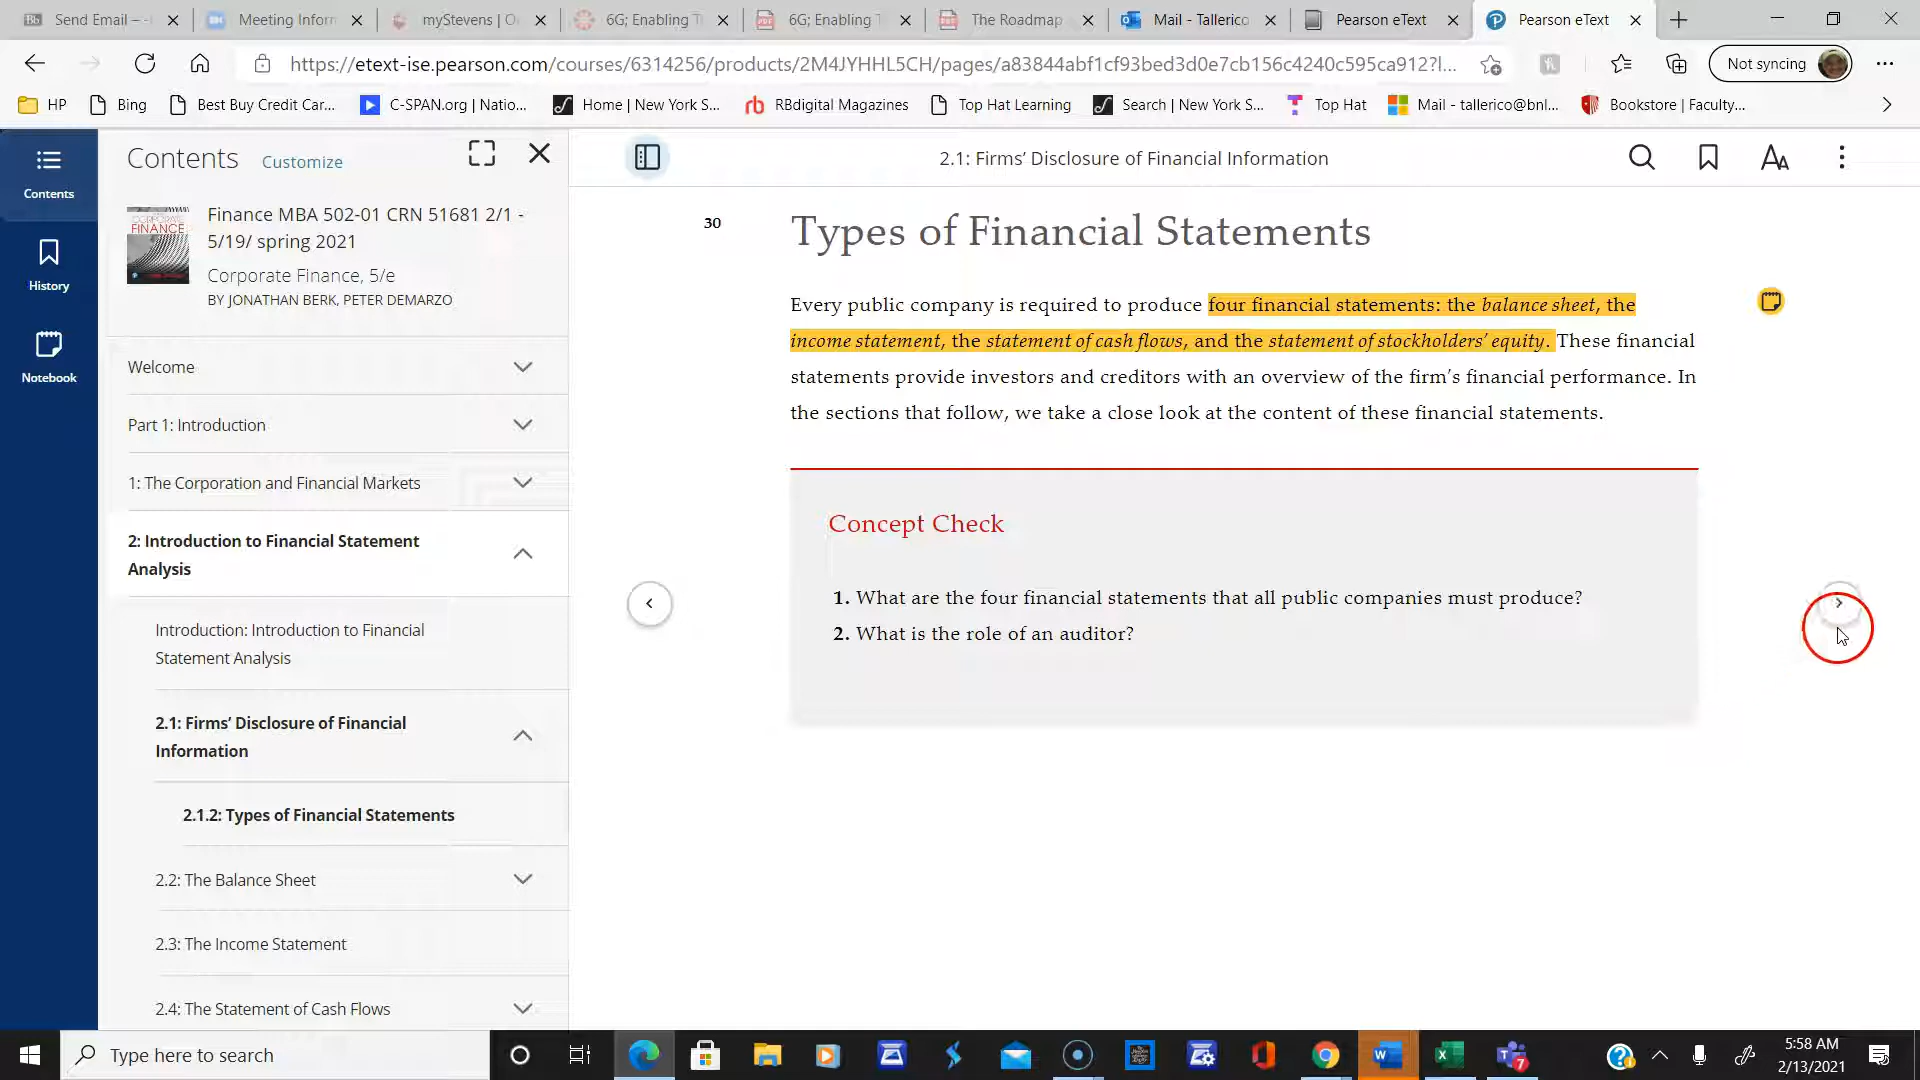 Send Email –
Meeting Inforr
myStevens | O
6G; Enabling T
6G; Enabling T
The Roadmap
Mail - Tallerico
Pearson eText
Pearson eText
https://etext-ise.pearson.com/courses/6314256/products/2M4JYHHL5CH/pages/a83844abf1cf93bed3d0e7cb156c4240c595ca912?l...
Not syncing
HP
Bing
Best Buy Credit Car...
C-SPAN.org | Natio...
Home | New York S...
RBdigital Magazines
Top Hat Learning
Search | New York S...
Top Hat
Mail - tallerico@bnl...
Bookstore | Faculty...
Contents
History
Notebook
Contents Customize
CORPORATE
FINANCE
Finance MBA 502-01 CRN 51681 2/1 -
5/19/ spring 2021
Corporate Finance, 5/e
BY JONATHAN BERK, PETER DEMARZO
Welcome
Part 1: Introduction
1: The Corporation and Financial Markets
2: Introduction to Financial Statement
Analysis
Introduction: Introduction to Financial
Statement Analysis
2.1: Firms’ Disclosure of Financial
Information
2.1.2: Types of Financial Statements
2.2: The Balance Sheet
2.3: The Income Statement
2.4: The Statement of Cash Flows
2.1: Firms’ Disclosure of Financial Information
30
Types of Financial Statements
Every public company is required to produce four financial statements: the balance sheet, the
income statement, the statement of cash flows, and the statement of stockholders’ equity. These financial
statements provide investors and creditors with an overview of the firm’s financial performance. In
the sections that follow, we take a close look at the content of these financial statements.
Concept Check
1. What are the four financial statements that all public companies must produce?
2. What is the role of an auditor?
Type here to search
7
5:58 AM
2/13/2021